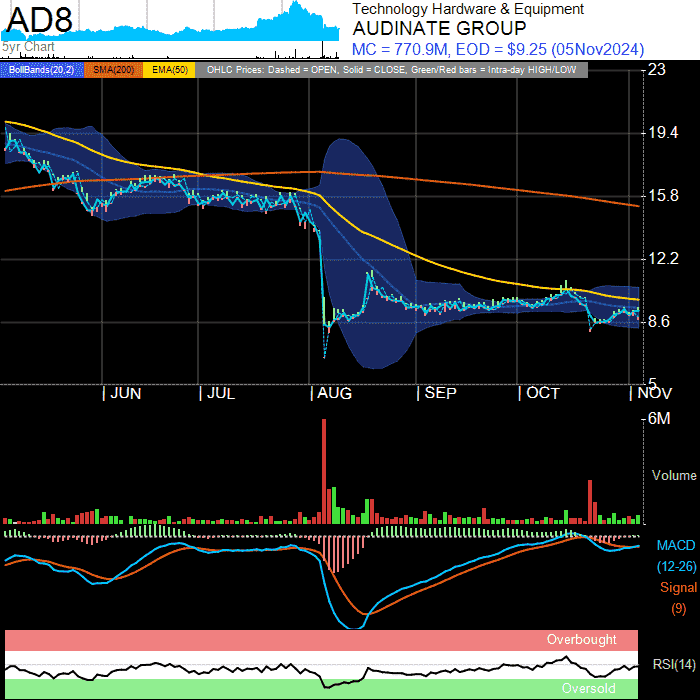 AD8
Technology Hardware & Equipment
AUDINATE GROUP
5yr Chart
MC = 770.9M, EOD = $9.25 (05Nov2024)
BollBands(20,2) SMA(200) EMA(50) OHLC Prices: Dashed = OPEN, Solid = CLOSE, Green/Red bars = Intra-day HIGH/LOW
23
19.4
15.8
12.2
8.6
5
JUN JUL AUG SEP OCT NOV
6M
Volume
MACD
(12-26)
Signal
(9)
Overbought
RSI(14)
Oversold